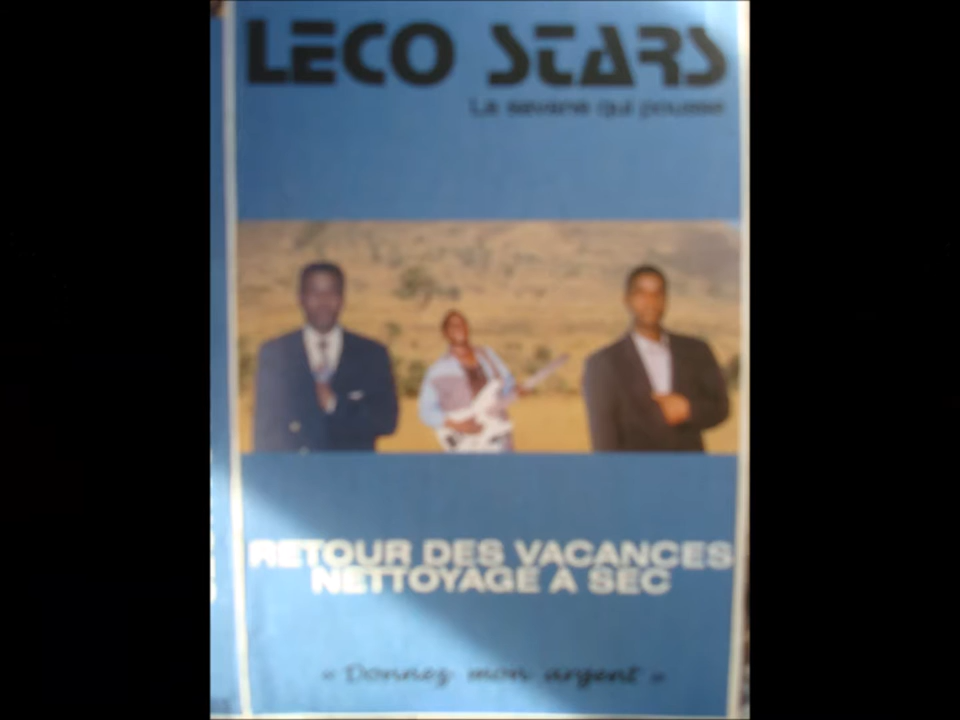 LECO STARS
La savane qui pousse
RETOUR DES VACANCES
NETTOYAGE A SEC
« Donnez mon argent »